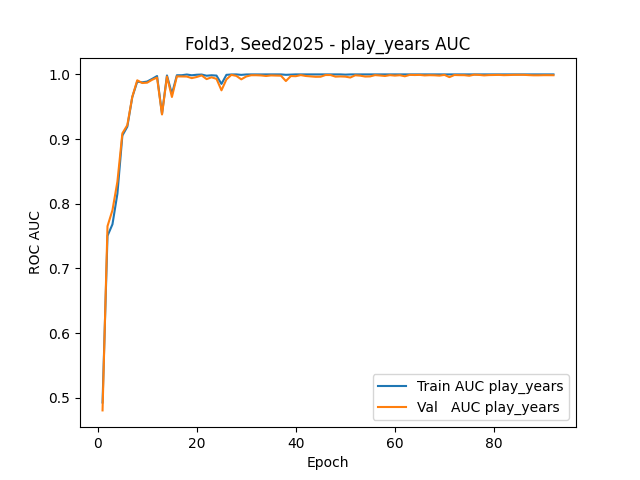 Fold3, Seed2025 - play_years AUC
ROC AUC
1.0
0.9
0.8
0.7
0.6
0.5
0
20
40
60
80
Epoch
Train AUC play_years
Val   AUC play_years